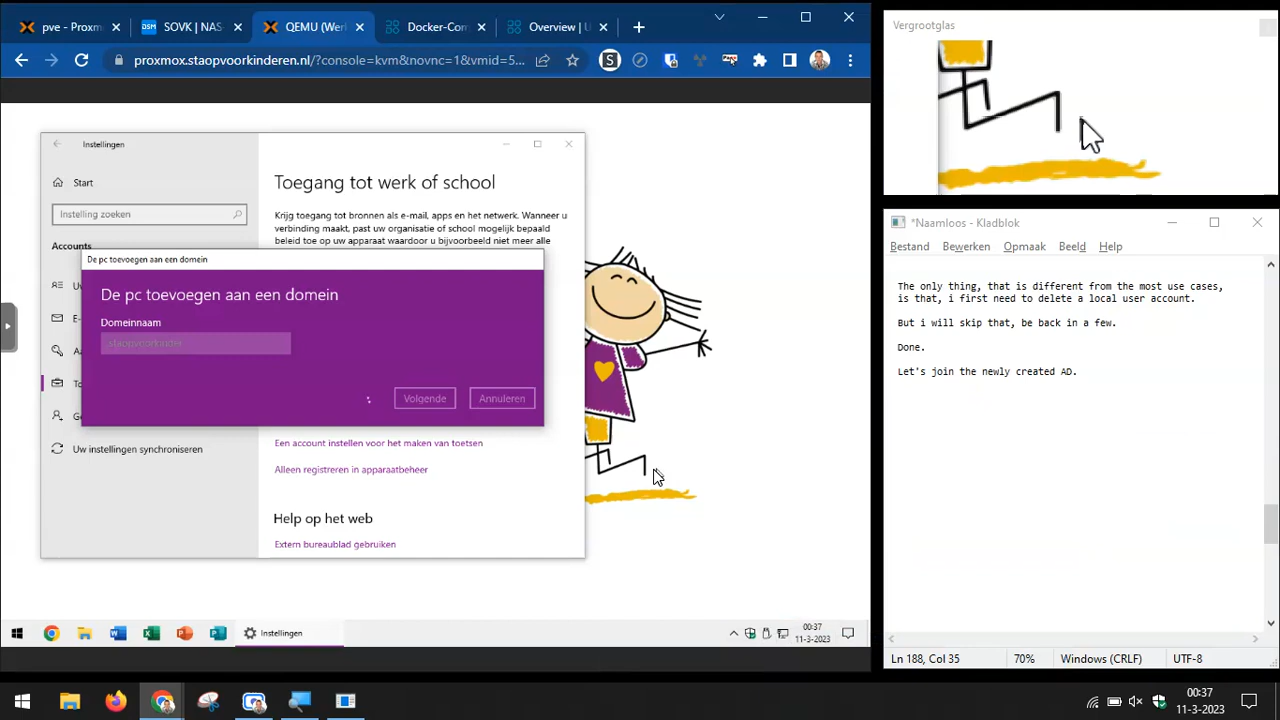 pve - Proxm
SOVK | NAS
QEMU (Werk
Docker-Com
Overview | U
proxmox.staopvoorkinderen.nl/?console=kvm&novnc=1&vmid=5...
Vergrootglas
Instellingen
Start
Instelling zoeken
Accounts
E-
Toegang tot werk of school
Krijg toegang tot bronnen als e-mail, apps en het netwerk. Wanneer u
verbinding maakt, past uw organisatie of school mogelijk bepaald
beleid toe op uw apparaat waardoor u bijvoorbeeld niet meer alle
De pc toevoegen aan een domein
De pc toevoegen aan een domein
Domeinnaam
Volgende
Annuleren
Een account instellen voor het maken van toetsen
Uw instellingen synchroniseren
Alleen registreren in apparaatbeheer
Help op het web
Extern bureaublad gebruiken
Instellingen
00:37
11-3-2023
*Naamloos - Kladblok
Bestand Bewerken Opmaak Beeld Help
The only thing, that is different from the most use cases,
is that, i first need to delete a local user account.
But i will skip that, be back in a few.
Done.
Let's join the newly created AD.
Ln 188, Col 35
70%
Windows (CRLF)
UTF-8
00:37
11-3-2023